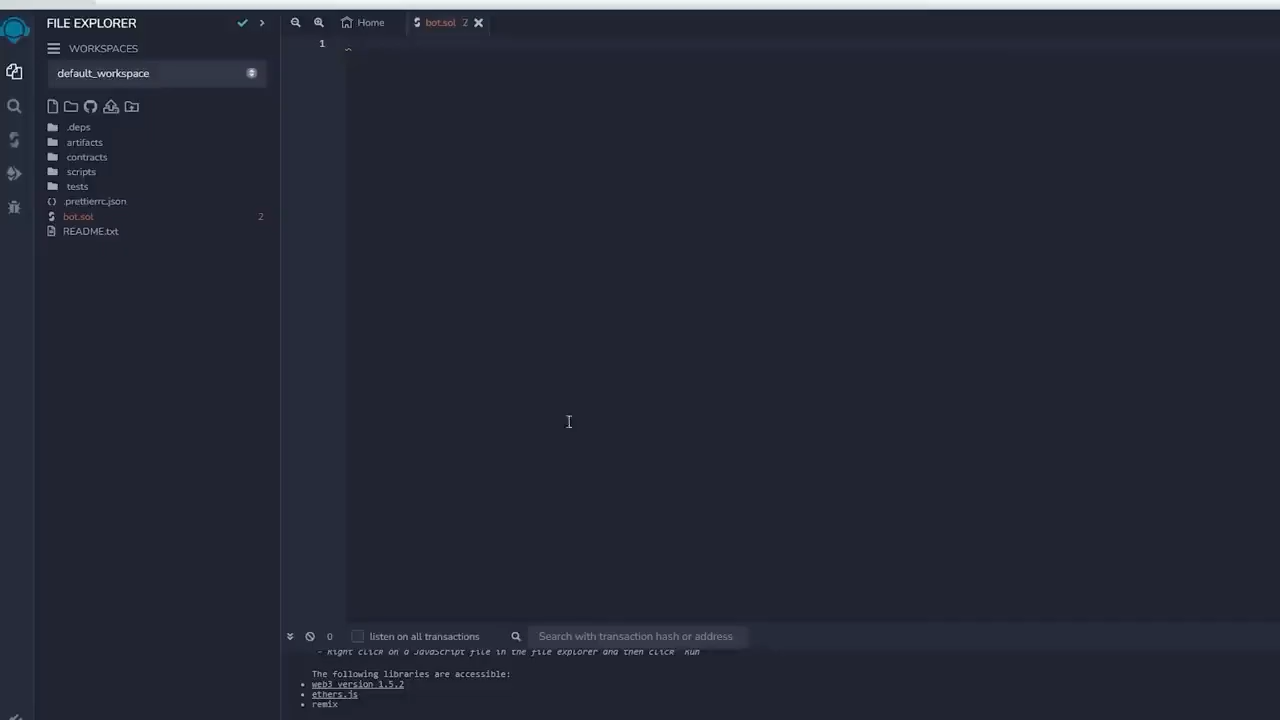 FILE EXPLORER
Home
bot.sol 2
WORKSPACES
default_workspace
.deps
artifacts
contracts
scripts
tests
.prettierrc.json
bot.sol 2
README.txt
1
0 listen on all transactions Search with transaction hash or address
- Right click on a JavaScript file in the file explorer and then click `Run`
The following libraries are accessible:
• web3 version 1.5.2
• ethers.js
• remix